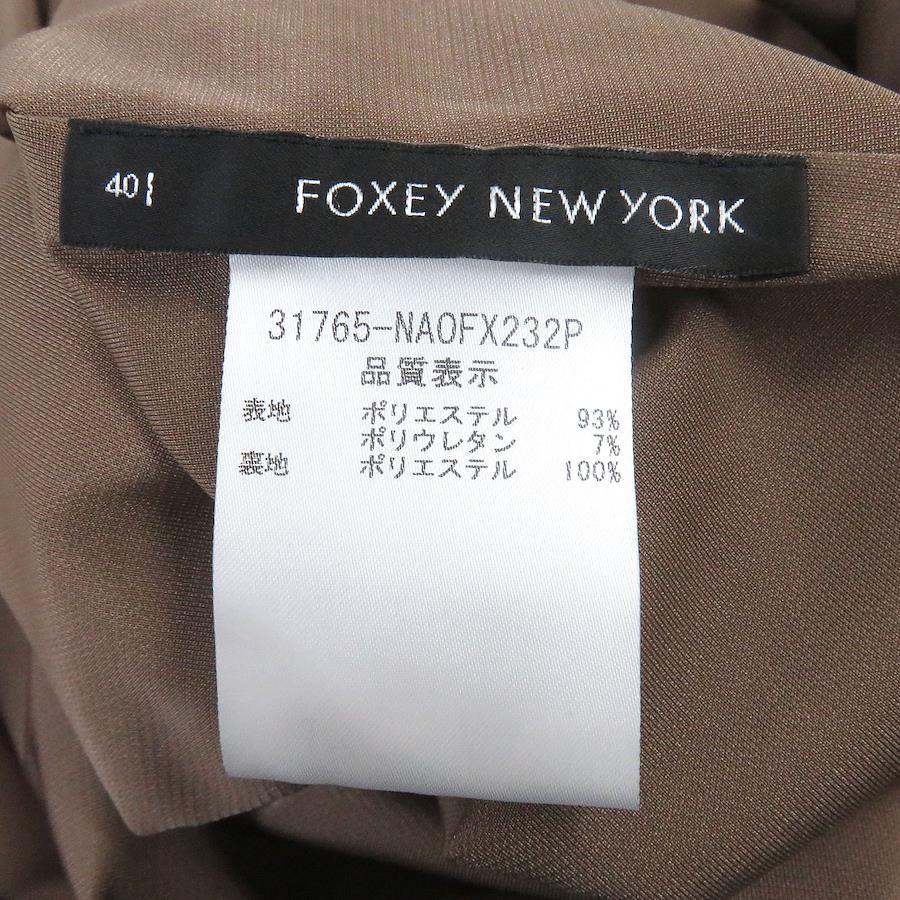 40
FOXEY NEW YORK
31765-NAOFX232P
品質表示
表地 ポリエステル 93%
ポリウレタン 7%
裏地 ポリエステル 100%